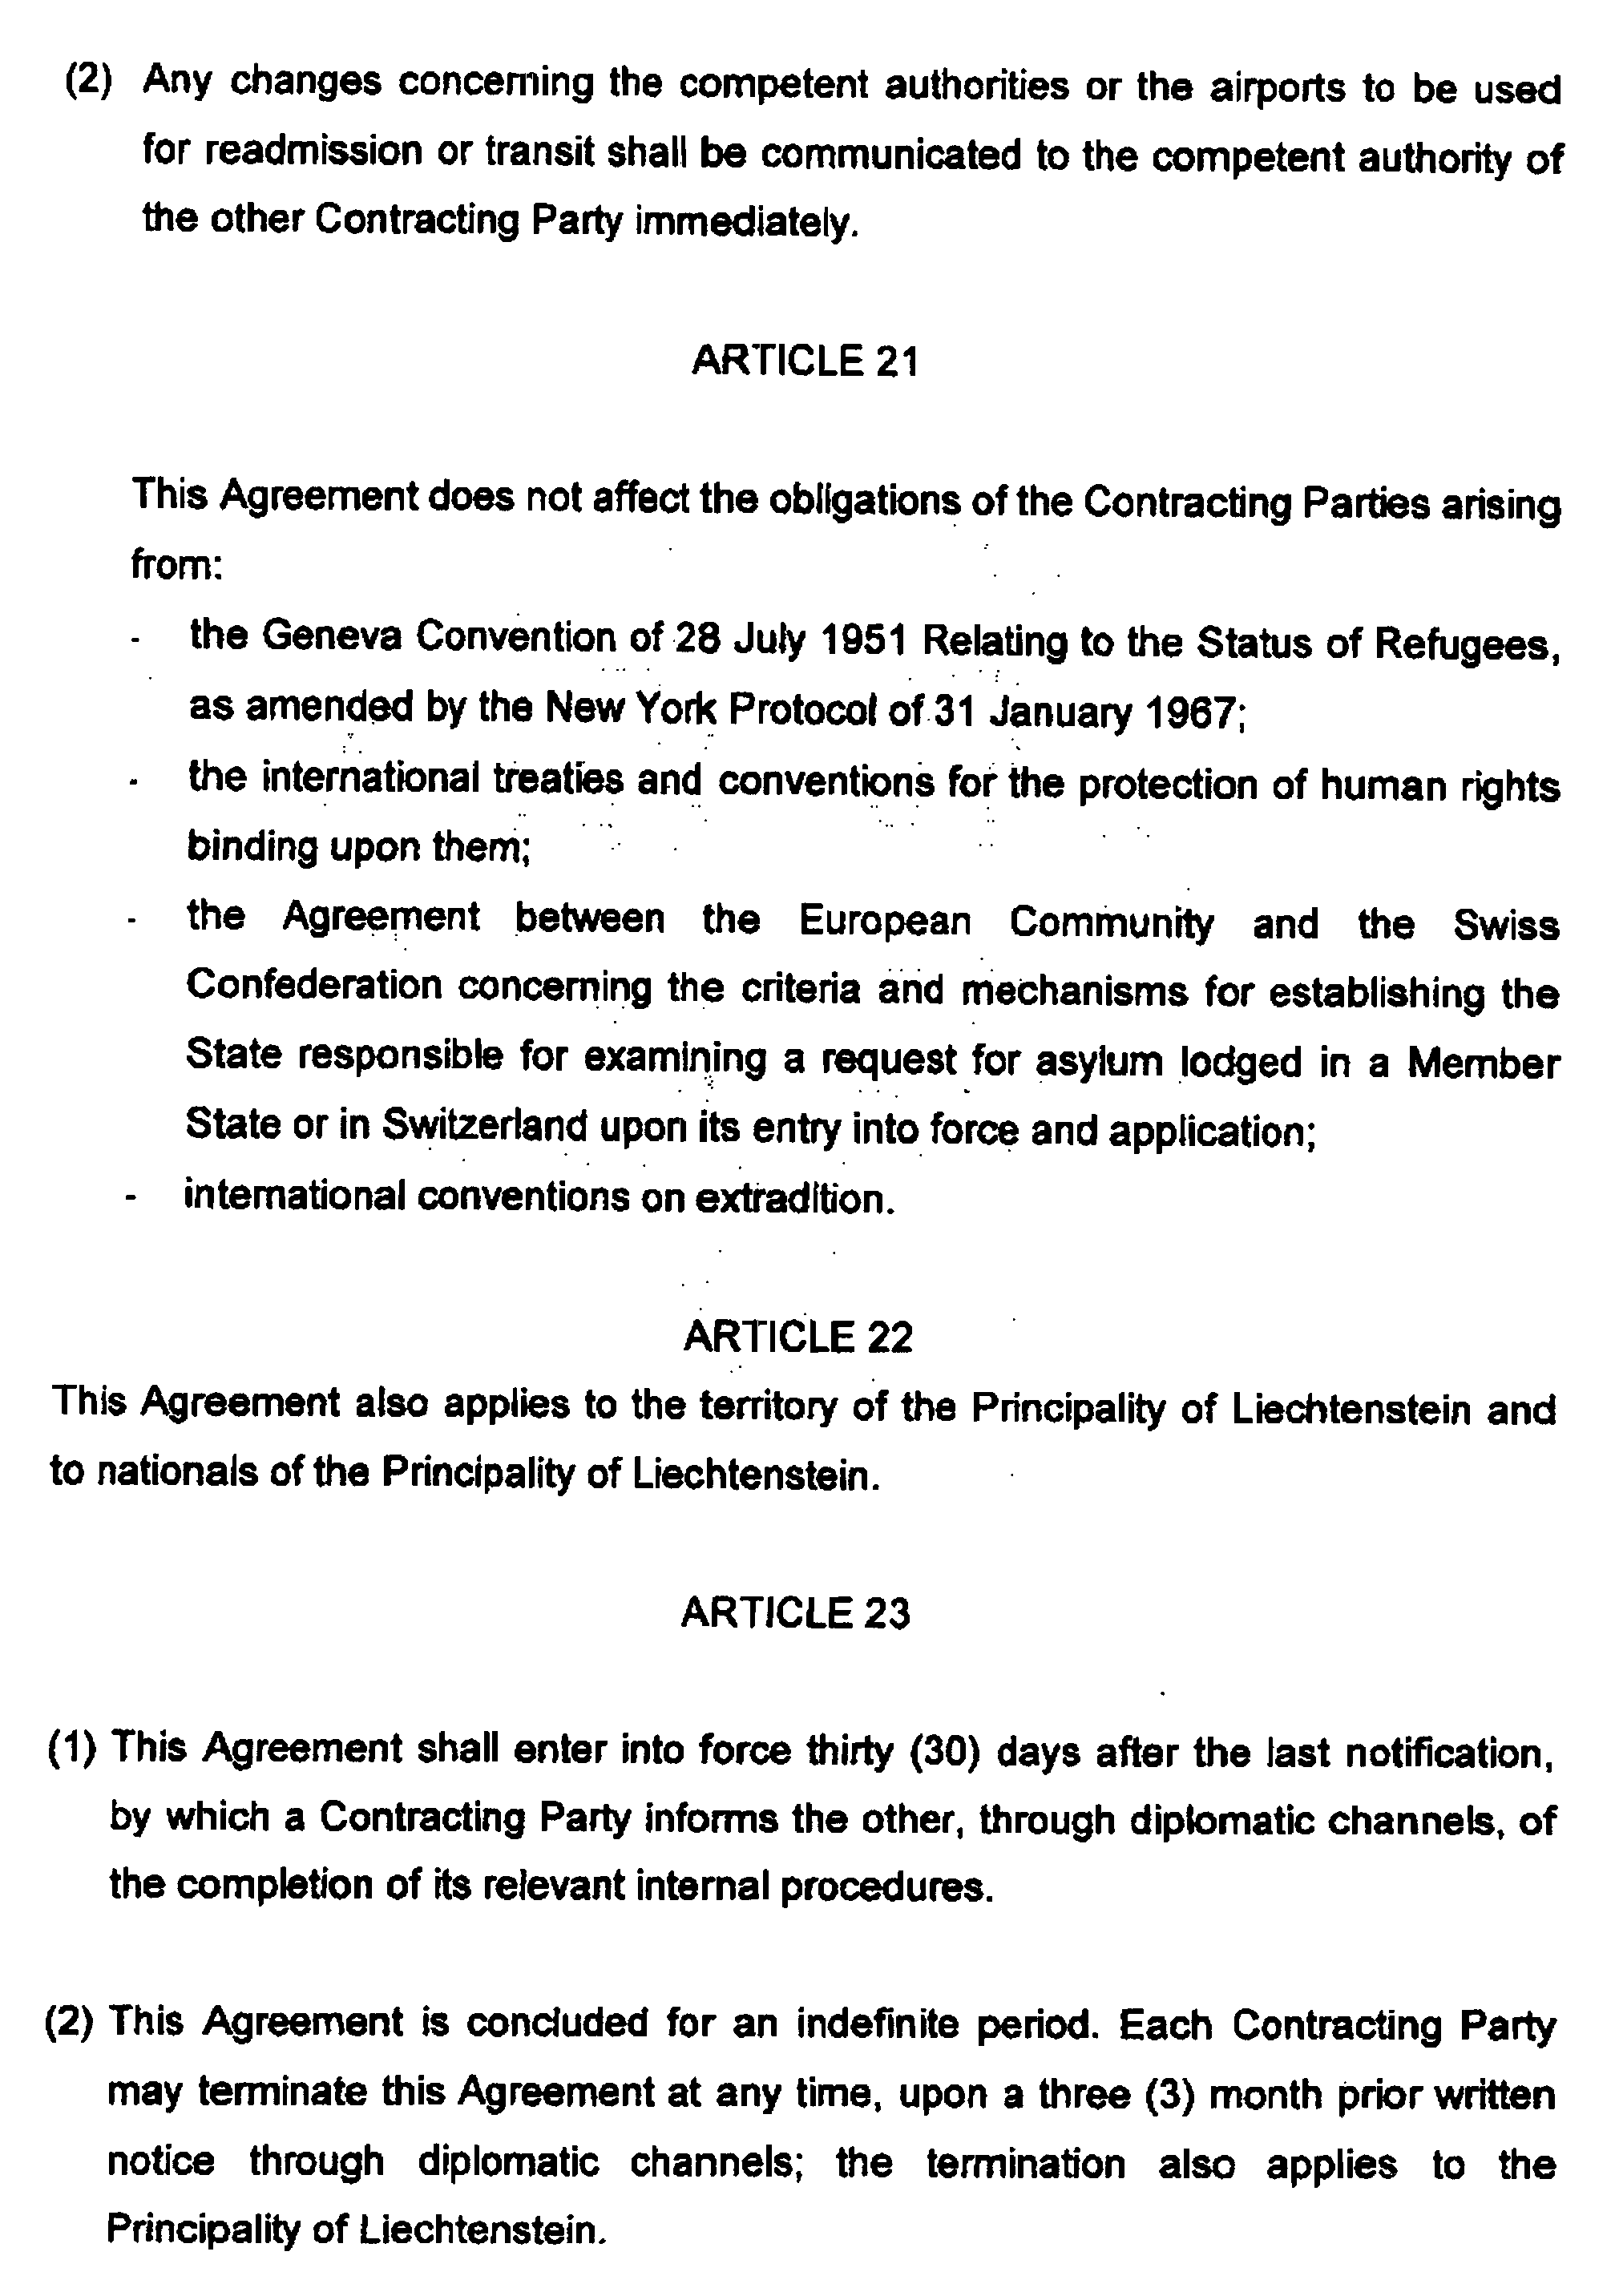 (2) Any changes concerning the competent authorities or the airports to be used
for readmission or transit shall be communicated to the competent authority of
the other Contracting Party immediately.
ARTICLE 21
This Agreement does not affect the obligations of the Contracting Parties arising
from:
- the Geneva Convention of 28 July 1951 Relating to the Status of Refugees,
as amended by the New York Protocol of 31 January 1967;
- the international treaties and conventions for the protection of human rights
binding upon them;
- the Agreement between the European Community and the Swiss
Confederation concerning the criteria and mechanisms for establishing the
State responsible for examining a request for asylum lodged in a Member
State or in Switzerland upon its entry into force and application;
- international conventions on extradition.
ARTICLE 22
This Agreement also applies to the territory of the Principality of Liechtenstein and
to nationals of the Principality of Liechtenstein.
ARTICLE 23
(1) This Agreement shall enter into force thirty (30) days after the last notification,
by which a Contracting Party informs the other, through diplomatic channels, of
the completion of its relevant internal procedures.
(2) This Agreement is concluded for an indefinite period. Each Contracting Party
may terminate this Agreement at any time, upon a three (3) month prior written
notice through diplomatic channels; the termination also applies to the
Principality of Liechtenstein.